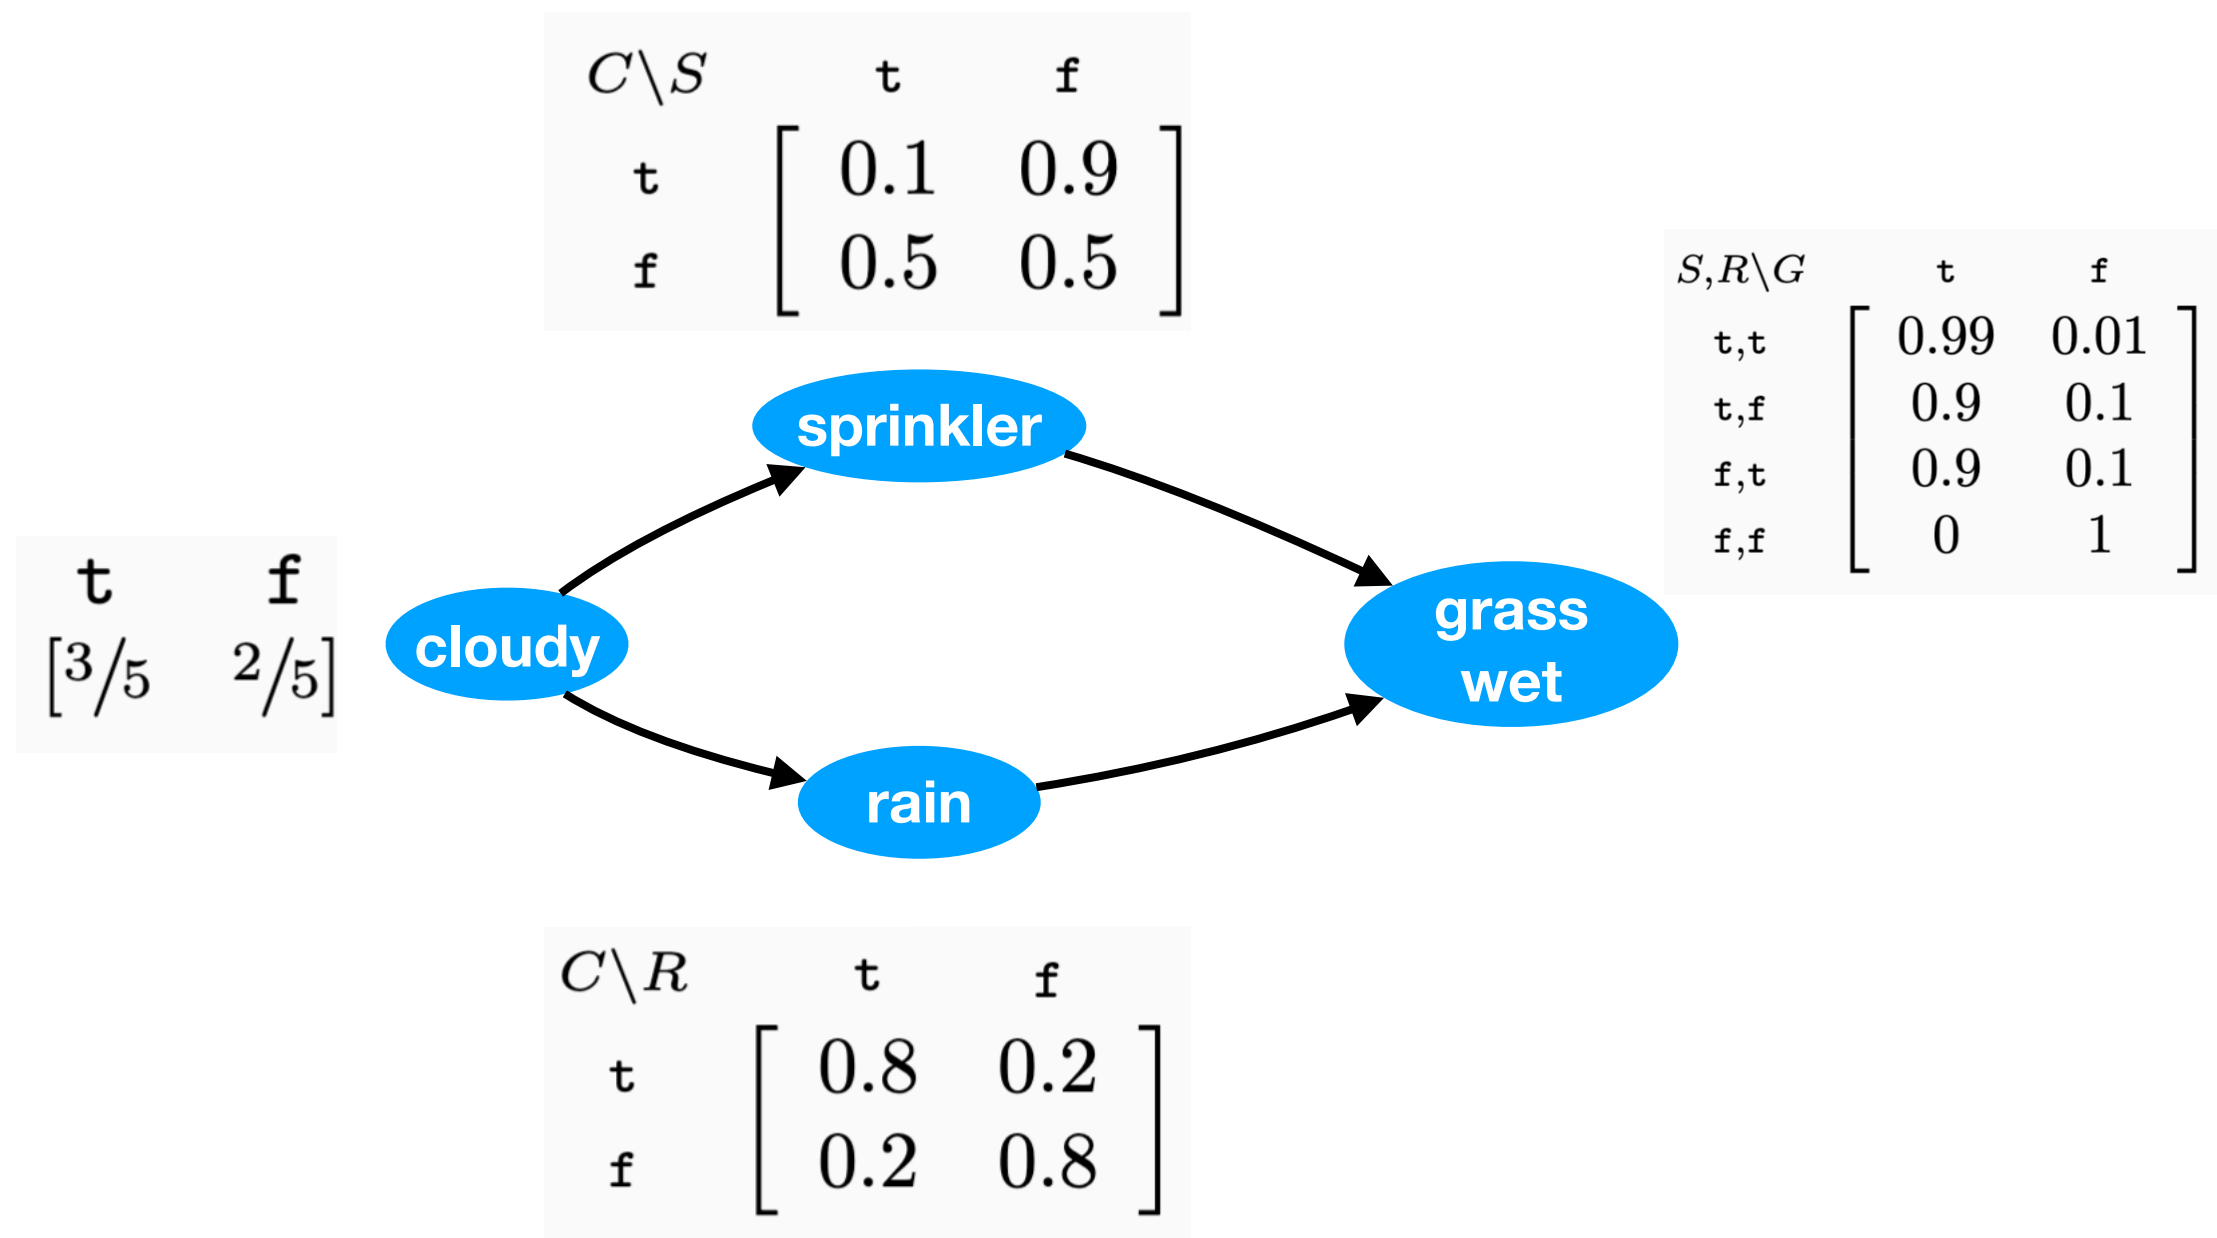 C\S t f
t 0.1 0.9
f 0.5 0.5
S,R\G t f
t,t 0.99 0.01
t,f 0.9 0.1
f,t 0.9 0.1
f,f 0 1
sprinkler
t f
[3/5 2/5]
cloudy
grass
wet
rain
C\R t f
t 0.8 0.2
f 0.2 0.8